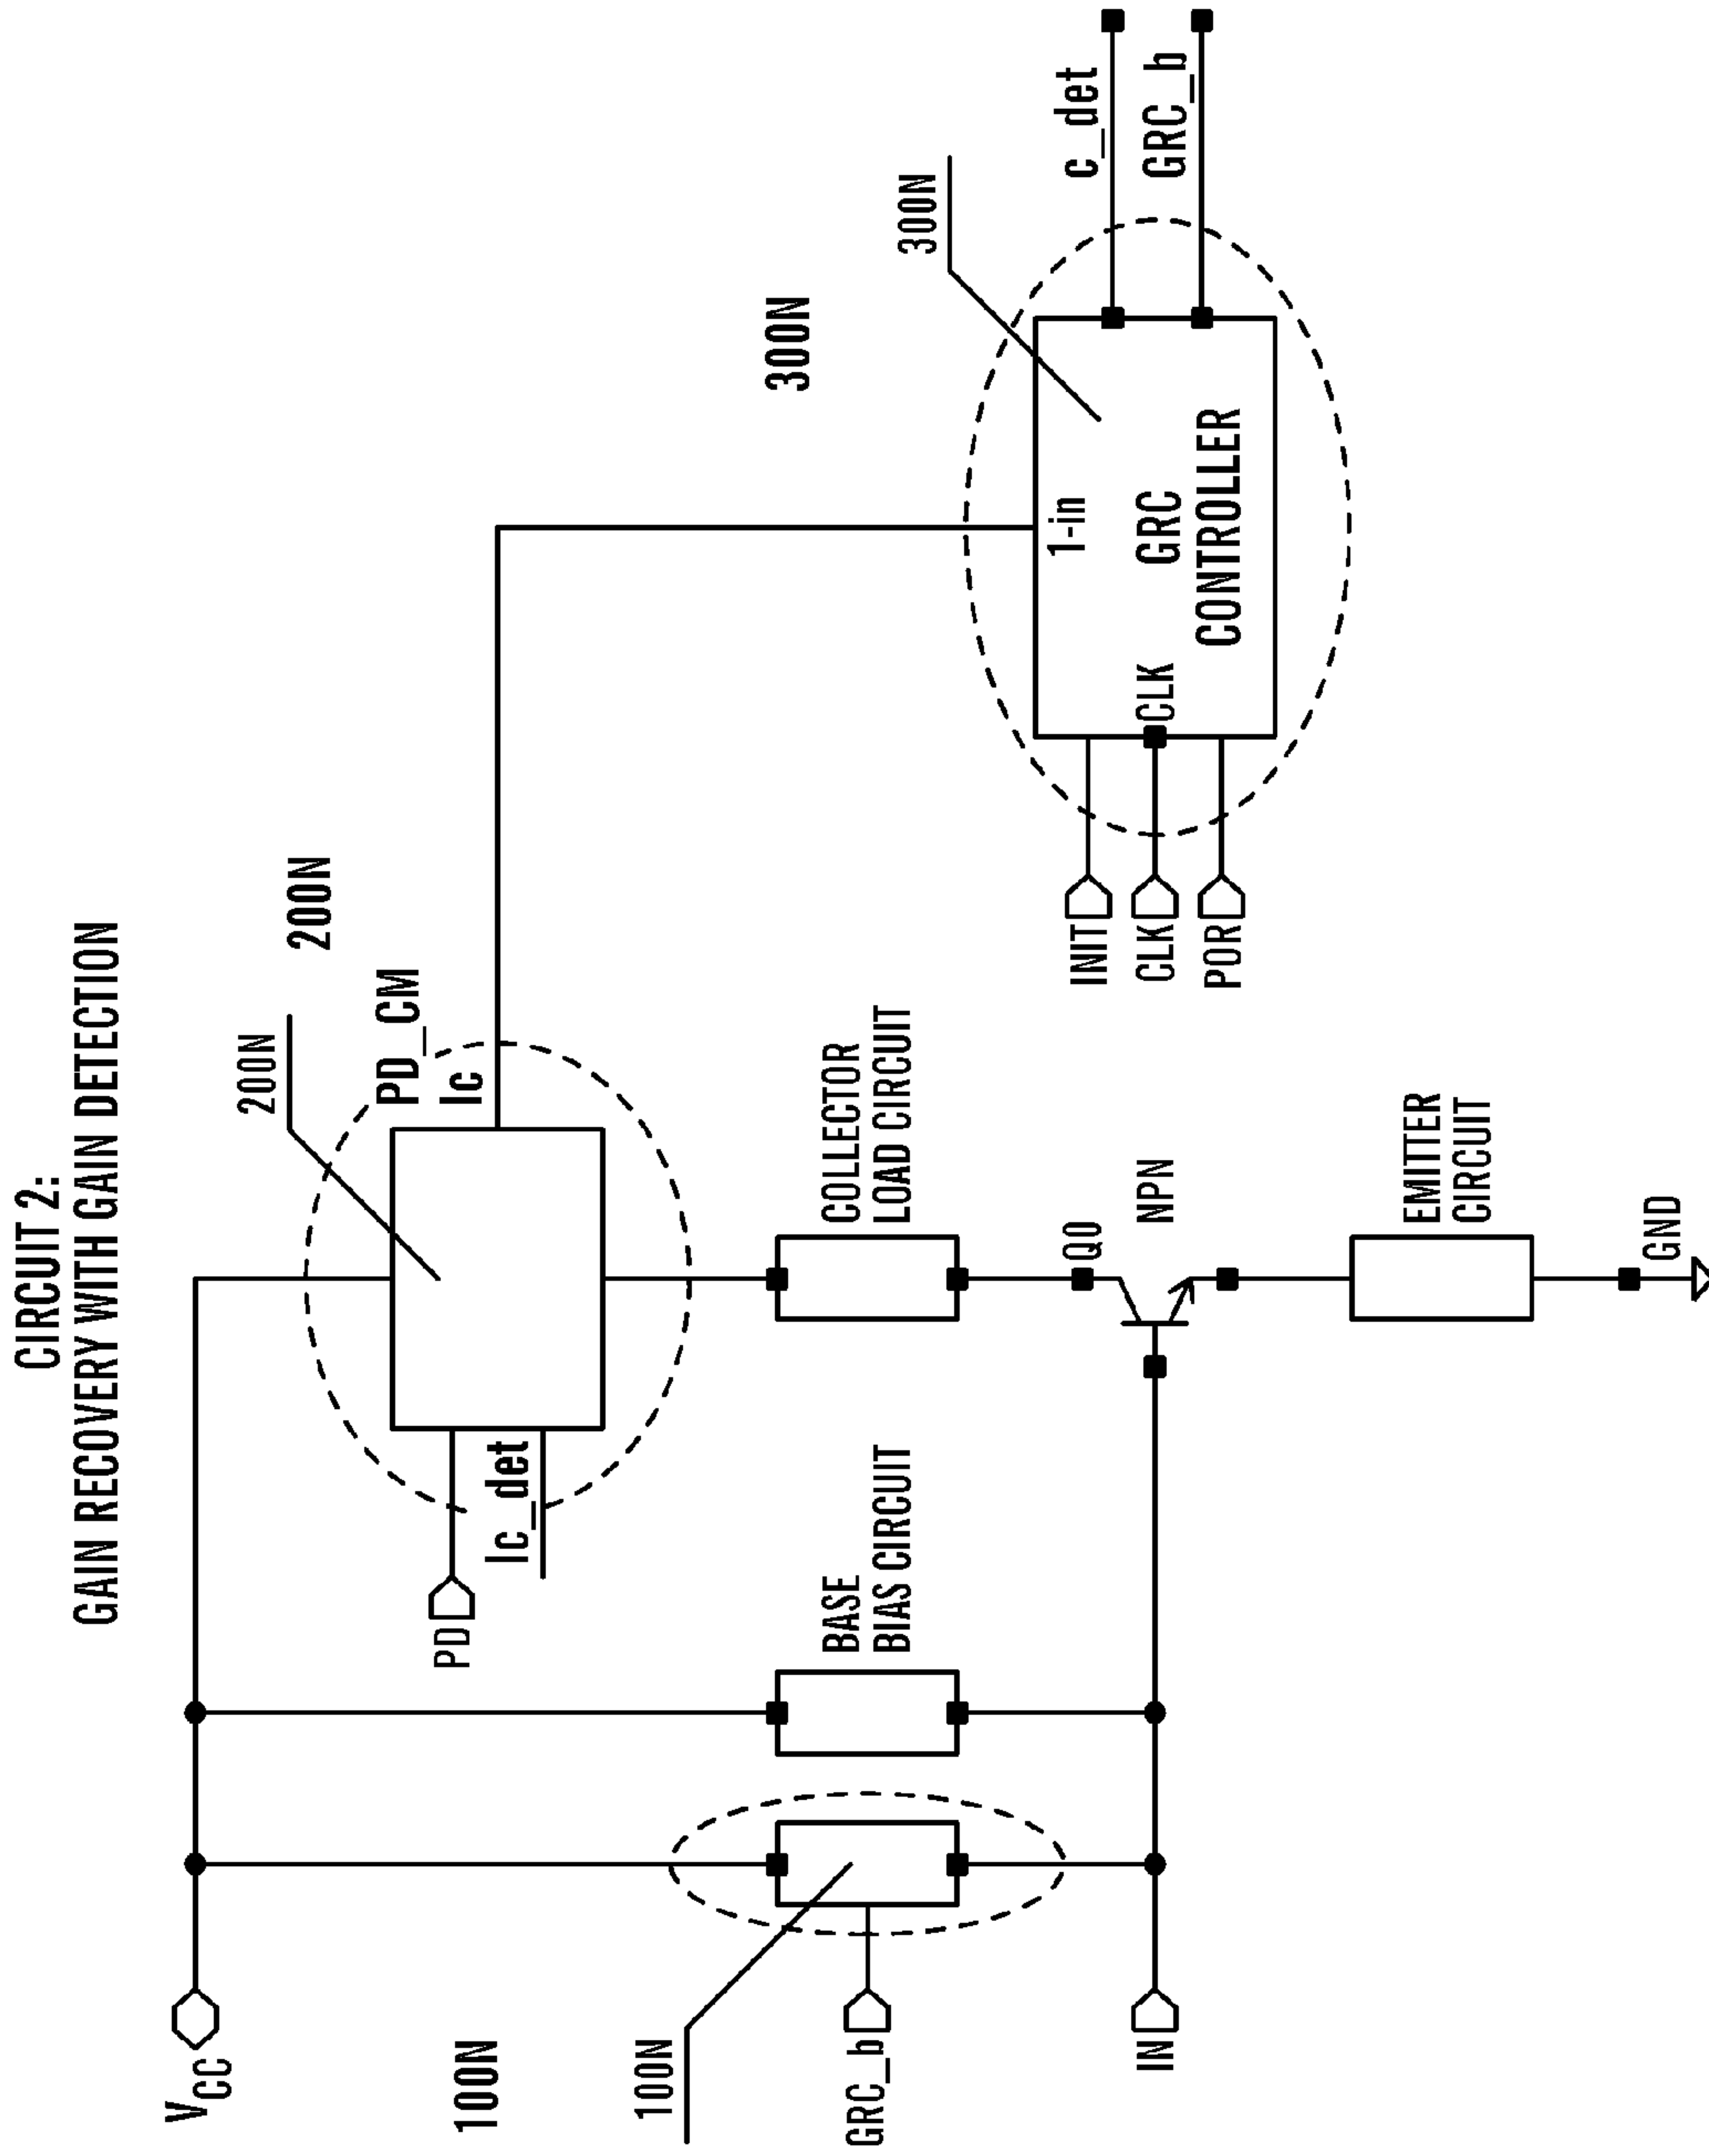 CIRCUIT 2:
GAIN RECOVERY WITH GAIN DETECTION
VCC
200N
200N
PD_CM
Ic
PD
Ic_det
100N
100N
GRC_b
BASE
BIAS CIRCUIT
COLLECTOR
LOAD CIRCUIT
IN
Q0
NPN
EMITTER
CIRCUIT
GND
300N
300N
1-in
GRC
CONTROLLER
CLK
INIT
CLK
POR
c_det
GRC_b